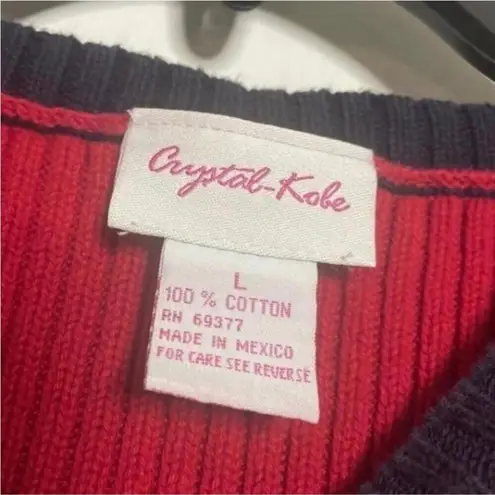 Crystal-Kobe
L
100 % COTTON
RN 69377
MADE IN MEXICO
FOR CARE SEE REVERSE